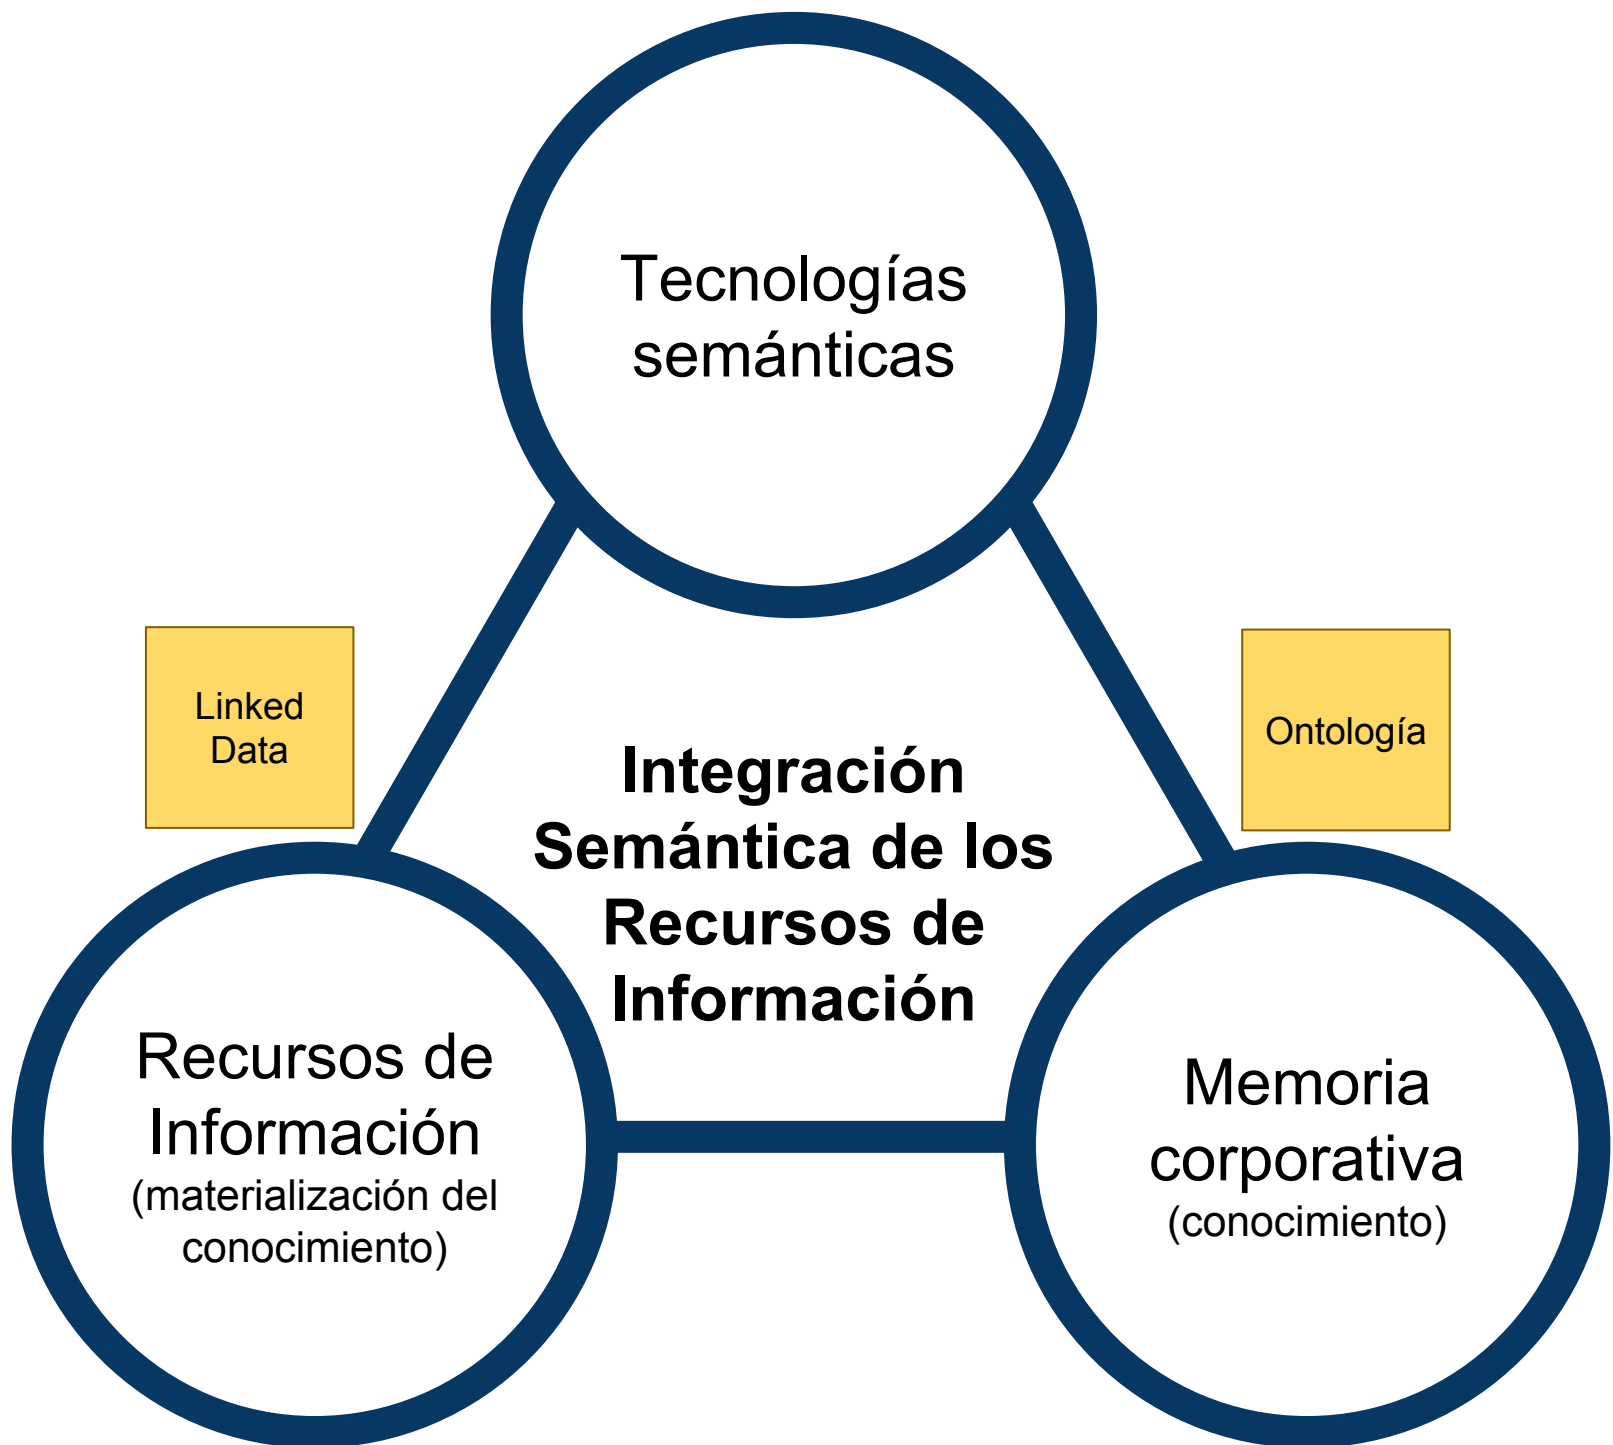 Tecnologías
semánticas
Linked
Data
Ontología
Integración
Semántica de los
Recursos de
Información
Recursos de
Información
(materialización del
conocimiento)
Memoria
corporativa
(conocimiento)